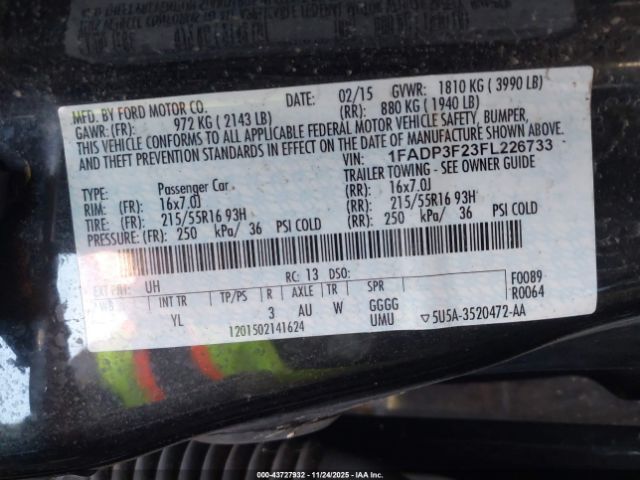 MFD. BY FORD MOTOR CO. DATE: 02/15 GVWR: 1810 KG ( 3990 LB)
GAWR: (FR): 972 KG ( 2143 LB) (RR): 880 KG ( 1940 LB)
THIS VEHICLE CONFORMS TO ALL APPLICABLE FEDERAL MOTOR VEHICLE SAFETY, BUMPER,
AND THEFT PREVENTION STANDARDS IN EFFECT ON THE DATE OF MANUFACTURE SHOWN ABOVE.
VIN: 1FADP3F23FL226733
TYPE: Passenger Car TRAILER TOWING - SEE OWNER GUIDE
RIM: (FR): 16x7.0J (RR): 16x7.0J
TIRE: (FR): 215/55R16 93H (RR): 215/55R16 93H
PRESSURE: (FR): 250 kPa/ 36 PSI COLD (RR): 250 kPa/ 36 PSI COLD
EXT PNT: UH RC: 13 DSO: F0089
INT TR TP/PS R AXLE TR SPR R0064
YL 3 AU W GGGG
1201502141624 UMU 5U5A-3520472-AA
000-43727932 - 11/24/2025 - IAA Inc.